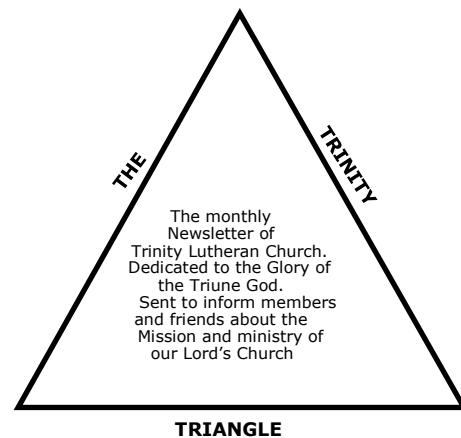 THE
TRINITY
The monthly
Newsletter of
Trinity Lutheran Church.
Dedicated to the Glory of
the Triune God.
Sent to inform members
and friends about the
Mission and ministry of
our Lord’s Church
TRIANGLE